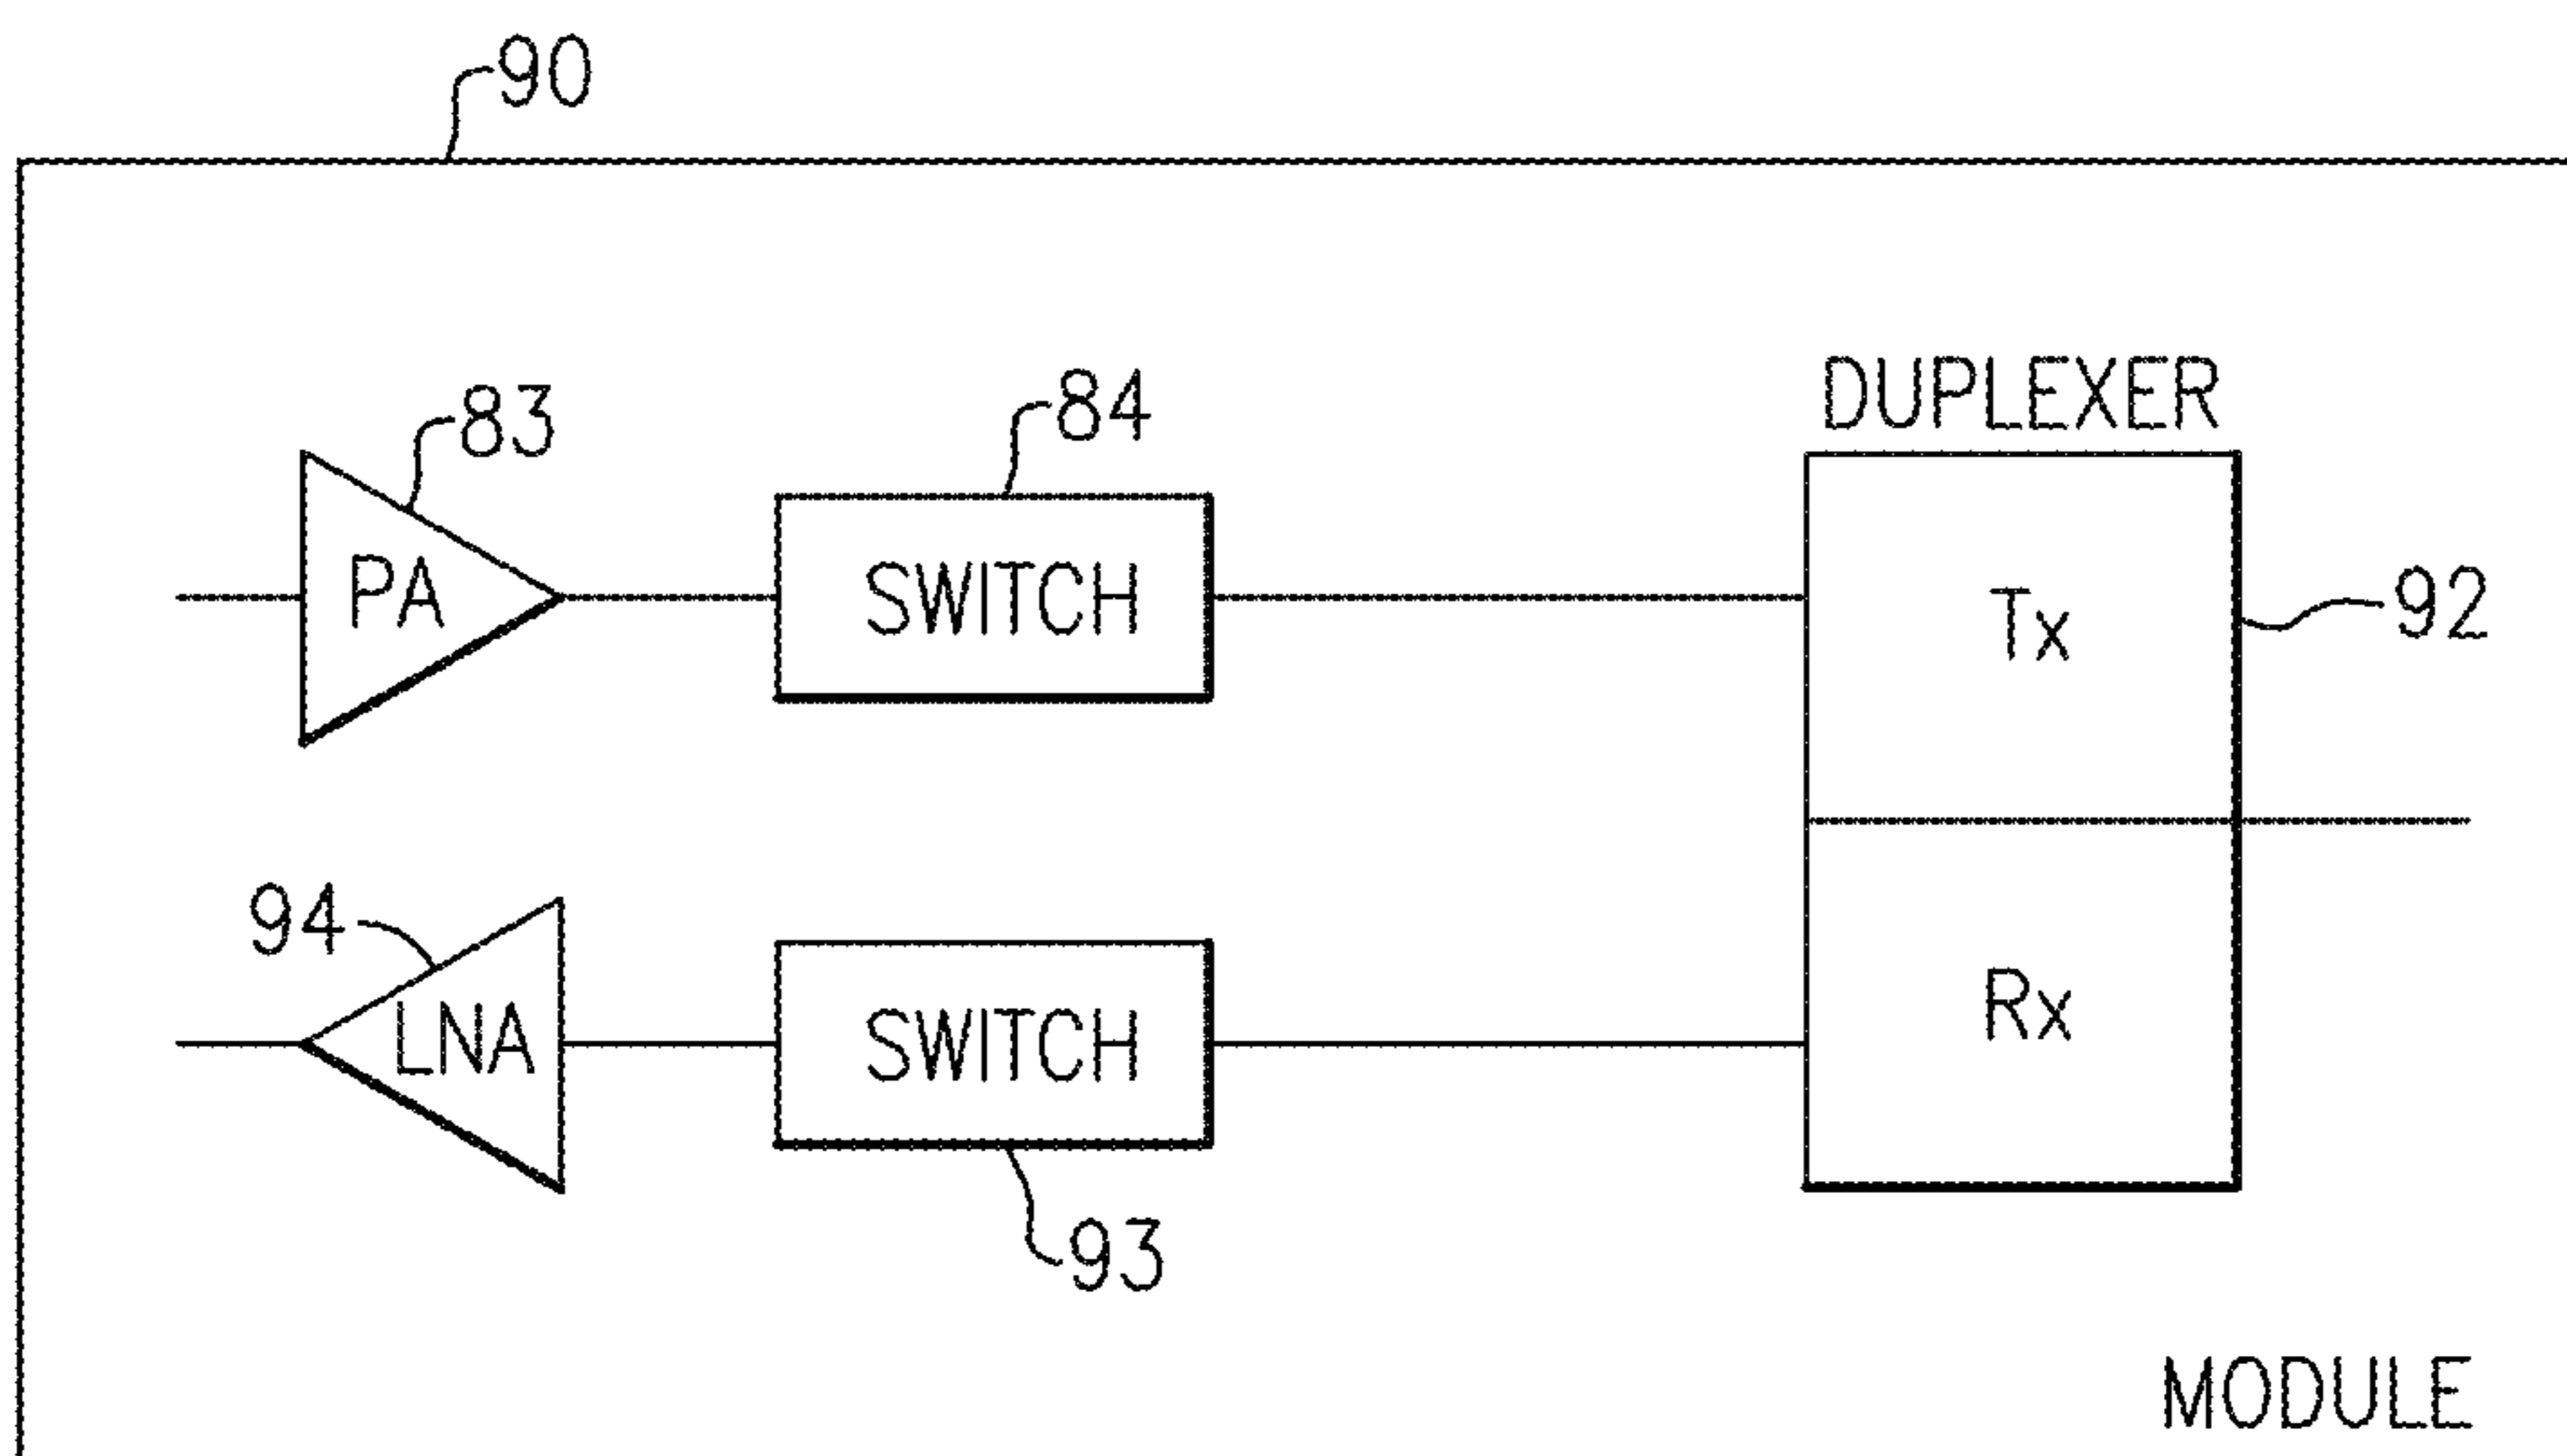 90
83
84
DUPLEXER
PA
SWITCH
Tx
92
94
LNA
SWITCH
Rx
93
MODULE